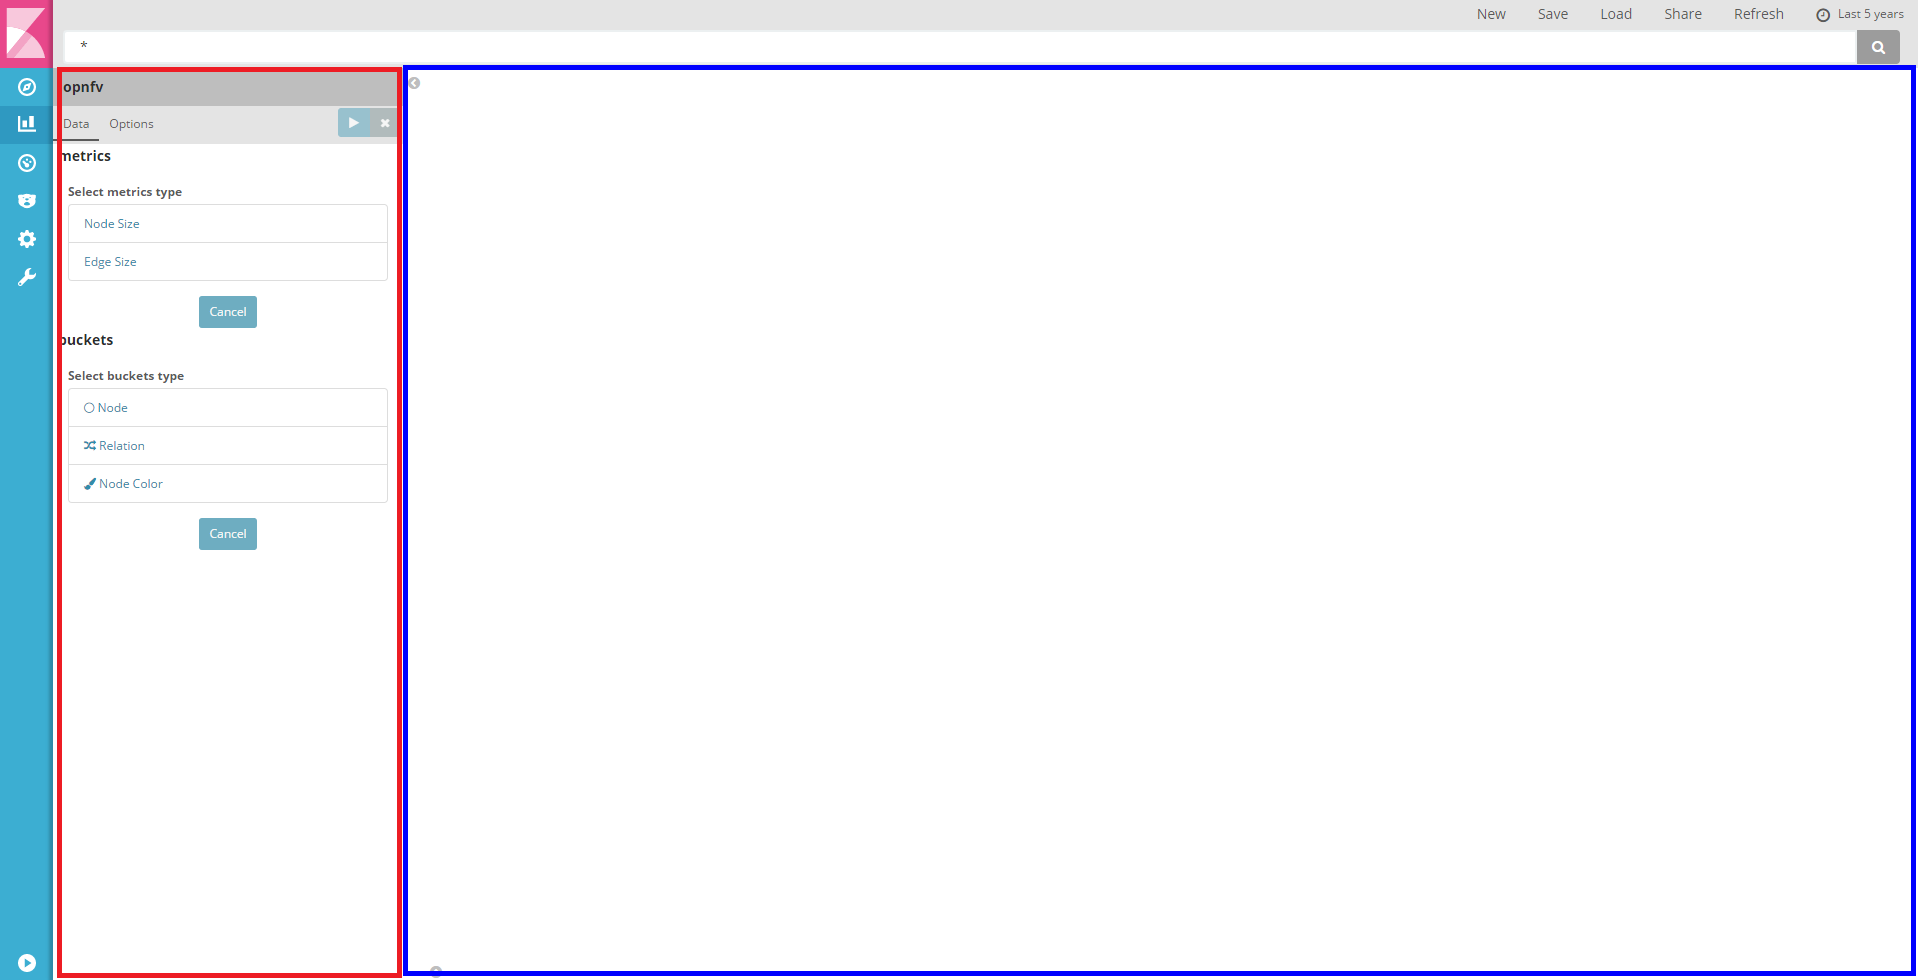 New Save Load Share Refresh Last 5 years
*
opnfv
Data Options
metrics
Select metrics type
Node Size
Edge Size
Cancel
buckets
Select buckets type
Node
Relation
Node Color
Cancel